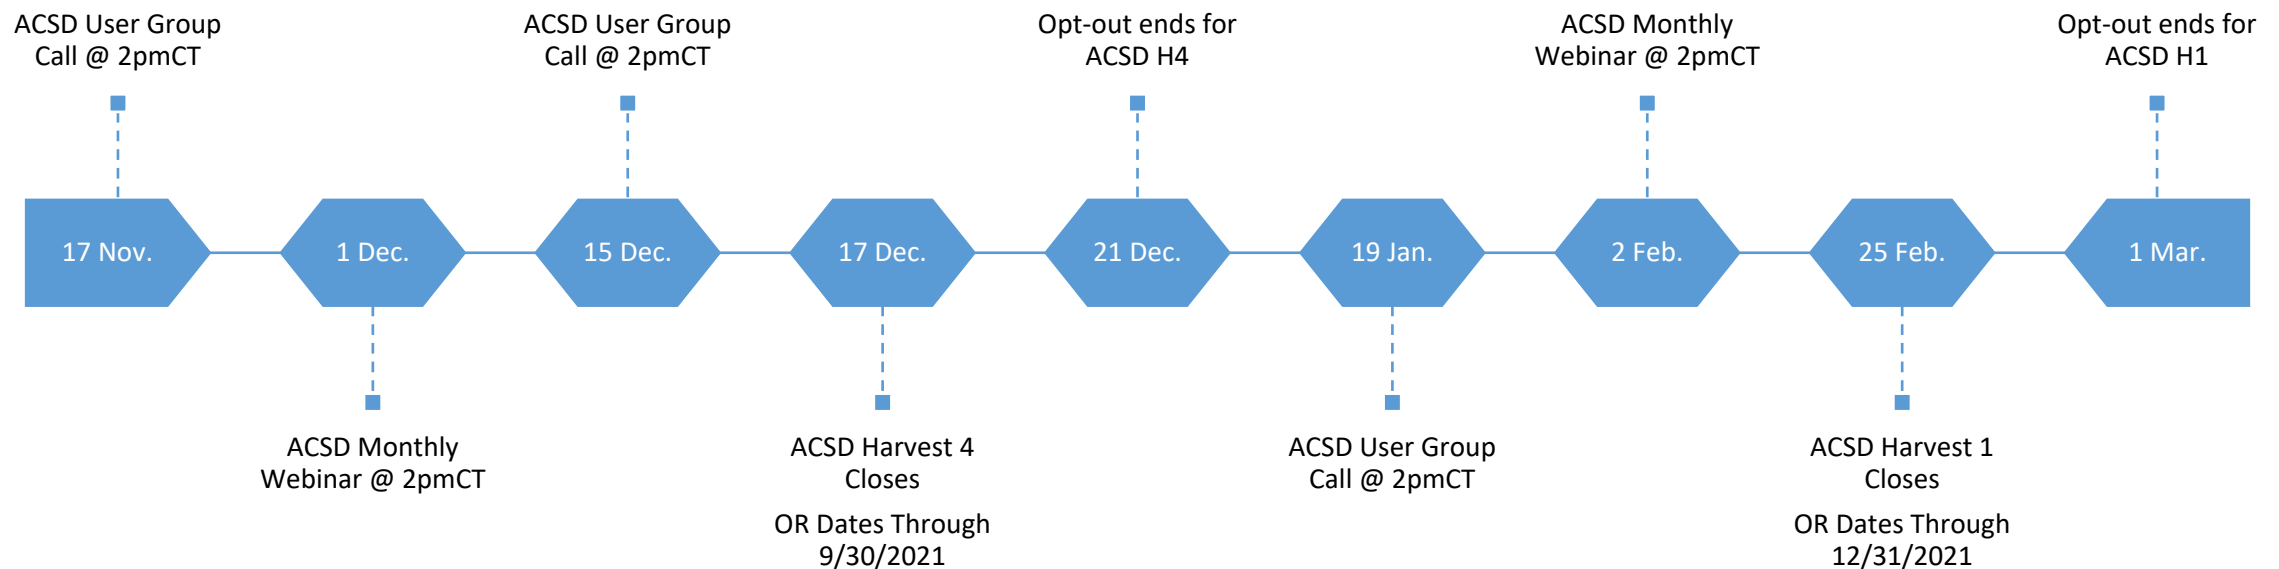 ACSD User Group
Call @ 2pmCT
ACSD User Group
Call @ 2pmCT
Opt-out ends for
ACSD H4
ACSD Monthly
Webinar @ 2pmCT
Opt-out ends for
ACSD H1
17 Nov.
1 Dec.
15 Dec.
17 Dec.
21 Dec.
19 Jan.
2 Feb.
25 Feb.
1 Mar.
ACSD Monthly
Webinar @ 2pmCT
ACSD Harvest 4
Closes
OR Dates Through
9/30/2021
ACSD User Group
Call @ 2pmCT
ACSD Harvest 1
Closes
OR Dates Through
12/31/2021